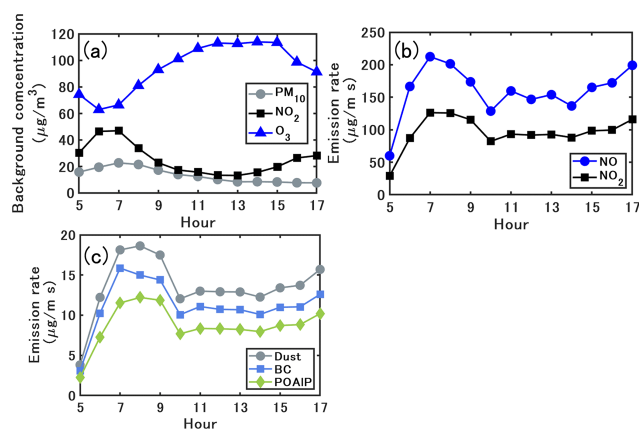 (a)
Background concentration
(μg/m³)
120
100
80
60
40
20
0
PM₁₀
NO₂
O₃
5 7 9 11 13 15 17
Hour
(b)
Emission rate
(μg/m s)
250
200
150
100
50
0
NO
NO₂
5 7 9 11 13 15 17
Hour
(c)
Emission rate
(μg/m s)
20
15
10
5
0
Dust
BC
POAIP
5 7 9 11 13 15 17
Hour